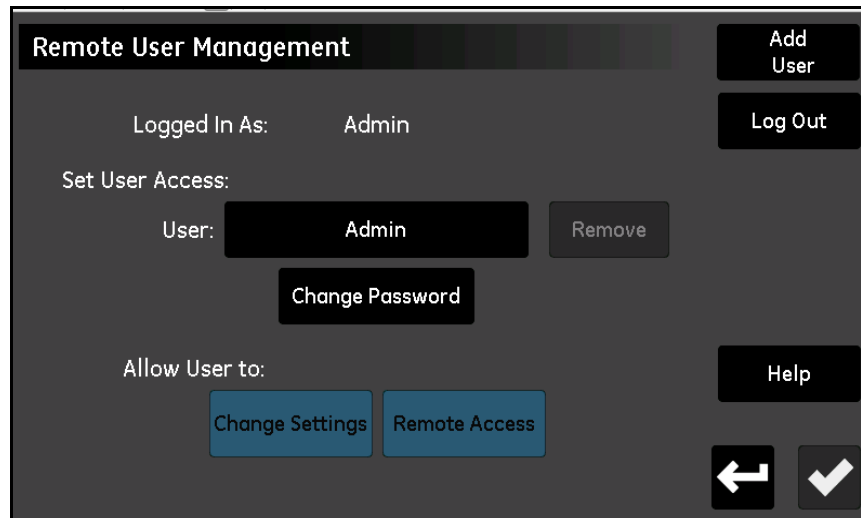 Remote User Management
Add
User
Logged In As: Admin
Log Out
Set User Access:
User: Admin Remove
Change Password
Allow User to:
Help
Change Settings Remote Access